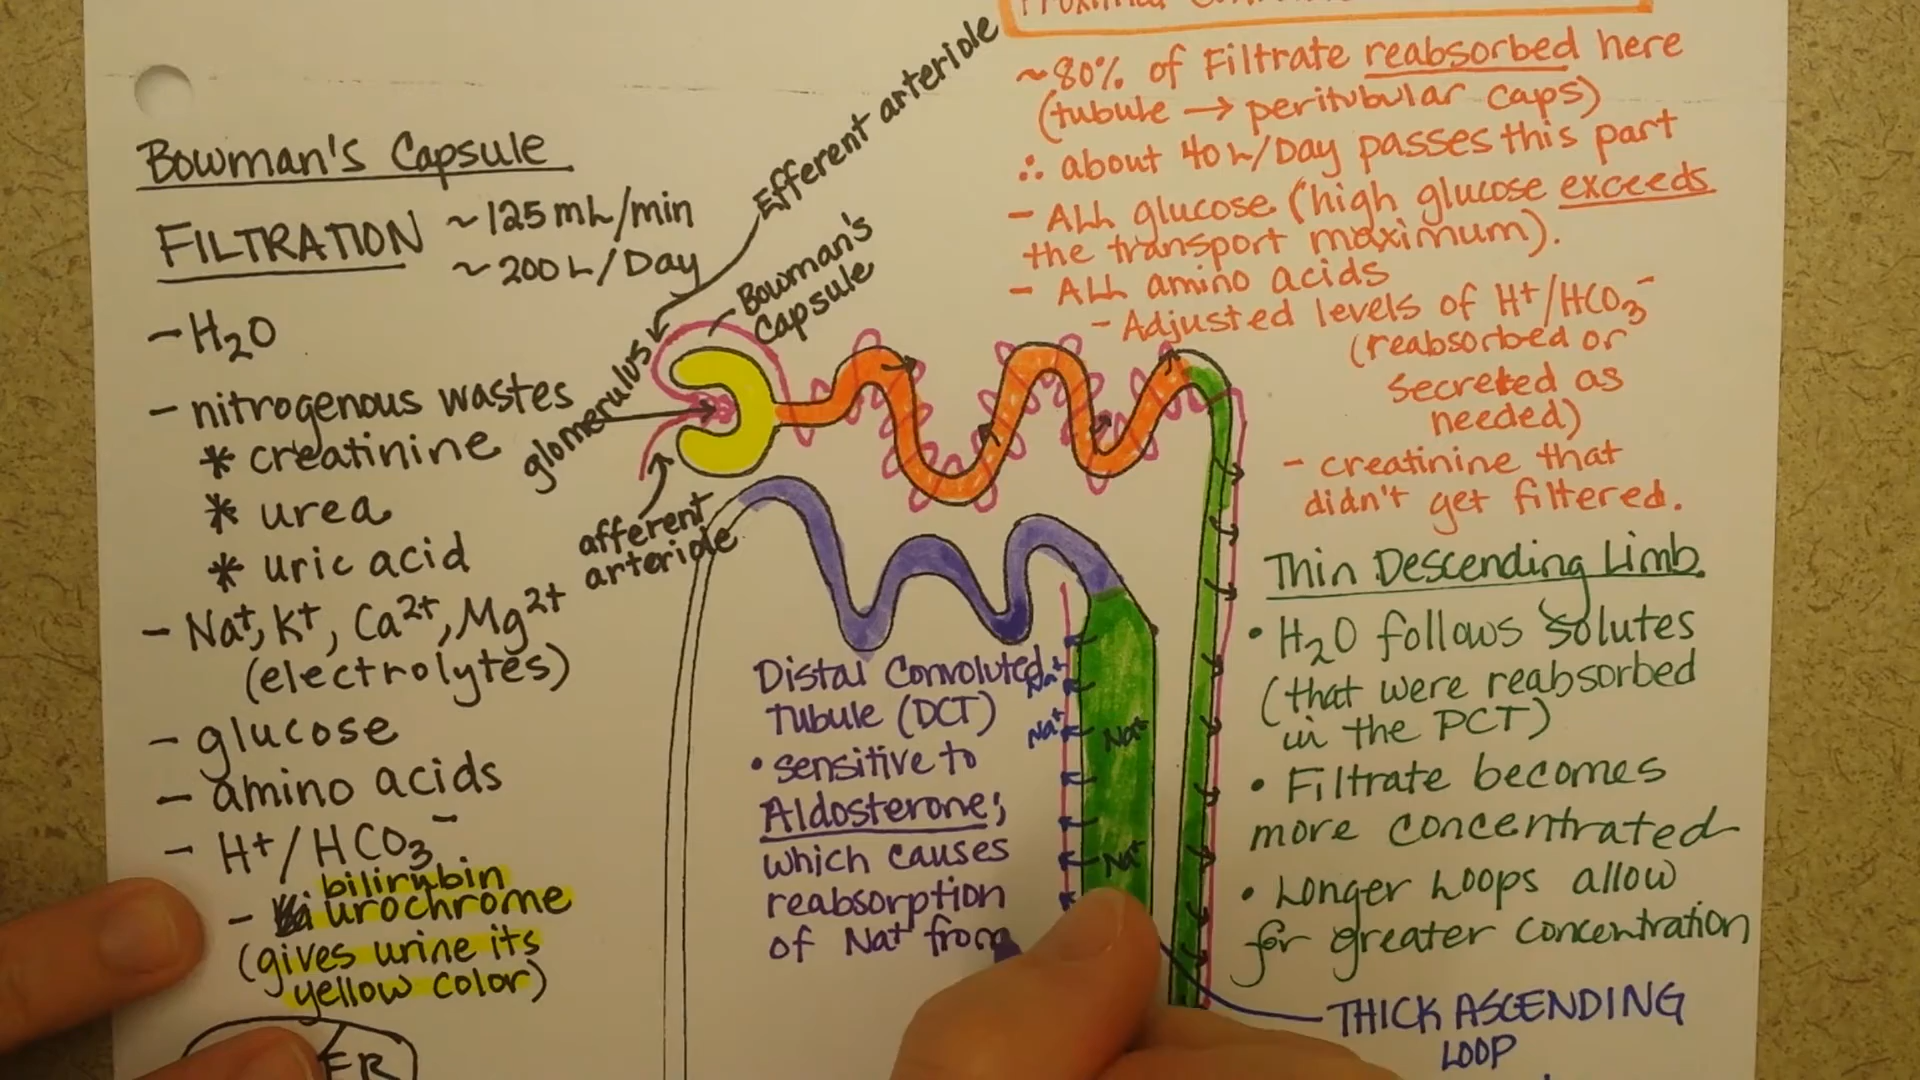 Bowman's Capsule
FILTRATION ~125mL/min
~200L/Day
- H₂O
- nitrogenous wastes
* creatinine
* urea
* uric acid
- Na⁺, K⁺, Ca²⁺, Mg²⁺
(electrolytes)
- glucose
- amino acids
- H⁺/HCO₃⁻
bilirubin
- urochrome
(gives urine its
yellow color)
ER
Efferent arteriole
Bowman's
Capsule
glomerulus
afferent
arteriole
~80% of Filtrate reabsorbed here
(tubule → peritubular caps)
∴ about 40L/Day passes this part
- ALL glucose (high glucose exceeds
the transport maximum).
- ALL amino acids
- Adjusted levels of H⁺/HCO₃⁻
(reabsorbed or
secreted as
needed)
- creatinine that
didn't get filtered.
Thin Descending Limb
• H₂O follows solutes
(that were reabsorbed
in the PCT)
• Filtrate becomes
more concentrated
• Longer Loops allow
for greater concentration
THICK ASCENDING
LOOP
Distal Convoluted
Tubule (DCT)
• sensitive to
Aldosterone;
which causes
reabsorption
of Na⁺ from
Na⁺
Na⁺
Na⁺
Na⁺